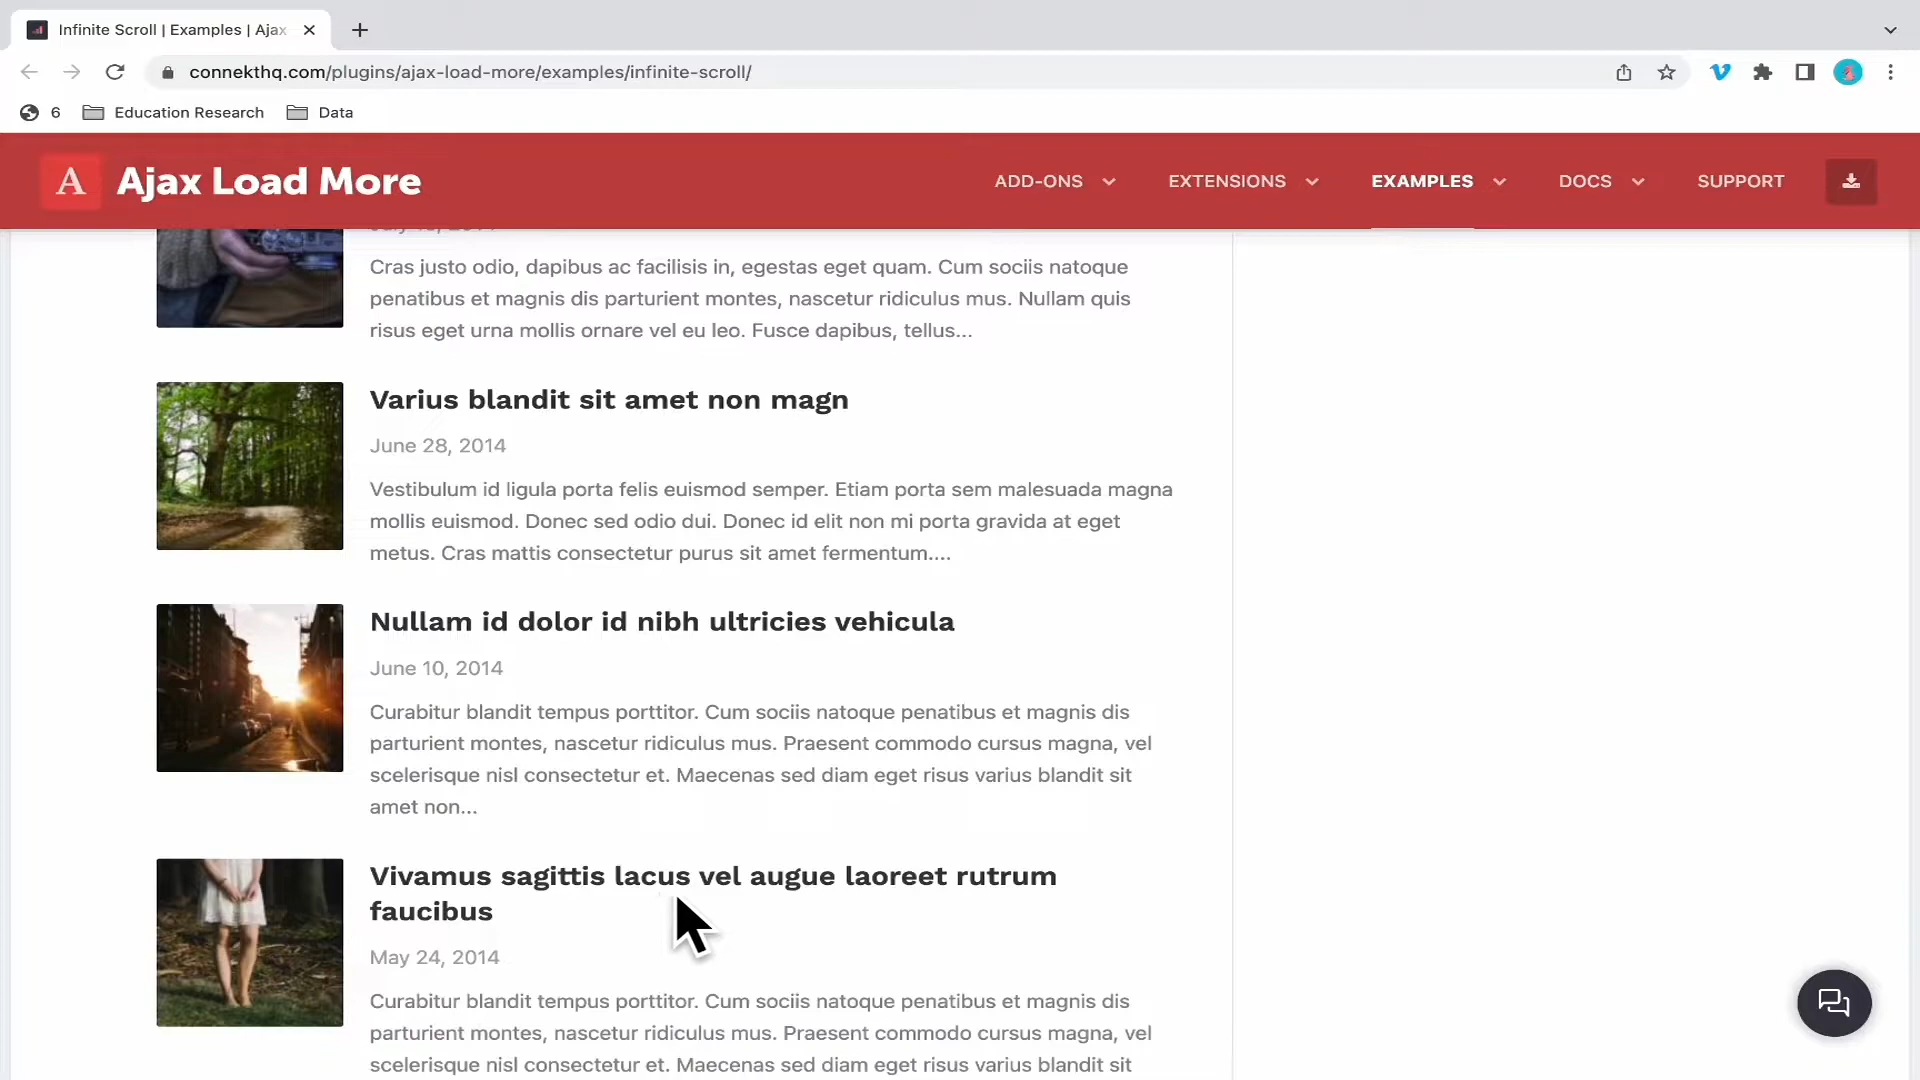 Infinite Scroll | Examples | Ajax
connekthq.com/plugins/ajax-load-more/examples/infinite-scroll/
6 Education Research Data
A Ajax Load More ADD-ONS EXTENSIONS EXAMPLES DOCS SUPPORT
Cras justo odio, dapibus ac facilisis in, egestas eget quam. Cum sociis natoque
penatibus et magnis dis parturient montes, nascetur ridiculus mus. Nullam quis
risus eget urna mollis ornare vel eu leo. Fusce dapibus, tellus...
Varius blandit sit amet non magn
June 28, 2014
Vestibulum id ligula porta felis euismod semper. Etiam porta sem malesuada magna
mollis euismod. Donec sed odio dui. Donec id elit non mi porta gravida at eget
metus. Cras mattis consectetur purus sit amet fermentum....
Nullam id dolor id nibh ultricies vehicula
June 10, 2014
Curabitur blandit tempus porttitor. Cum sociis natoque penatibus et magnis dis
parturient montes, nascetur ridiculus mus. Praesent commodo cursus magna, vel
scelerisque nisl consectetur et. Maecenas sed diam eget risus varius blandit sit
amet non...
Vivamus sagittis lacus vel augue laoreet rutrum
faucibus
May 24, 2014
Curabitur blandit tempus porttitor. Cum sociis natoque penatibus et magnis dis
parturient montes, nascetur ridiculus mus. Praesent commodo cursus magna, vel
scelerisque nisl consectetur et. Maecenas sed diam eget risus varius blandit sit